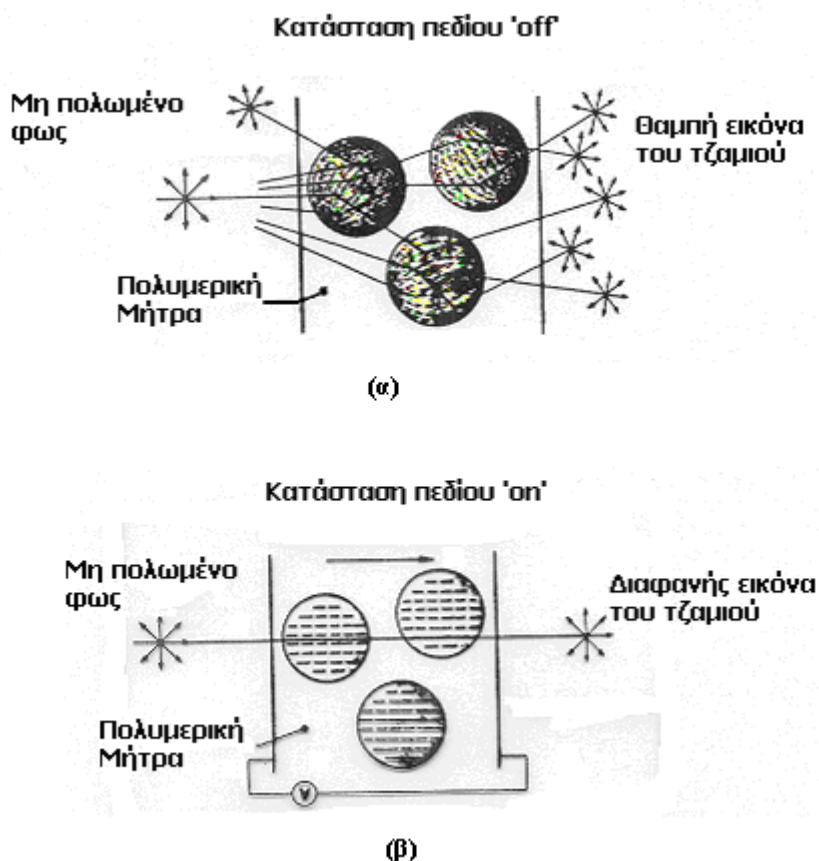 Κατάσταση πεδίου 'off'
Μη πολωμένο
φως
Θαμπή εικόνα
του τζαμιού
Πολυμερική
Μήτρα
(α)
Κατάσταση πεδίου 'on'
Μη πολωμένο
φως
Διαφανής εικόνα
του τζαμιού
Πολυμερική
Μήτρα
V
(β)